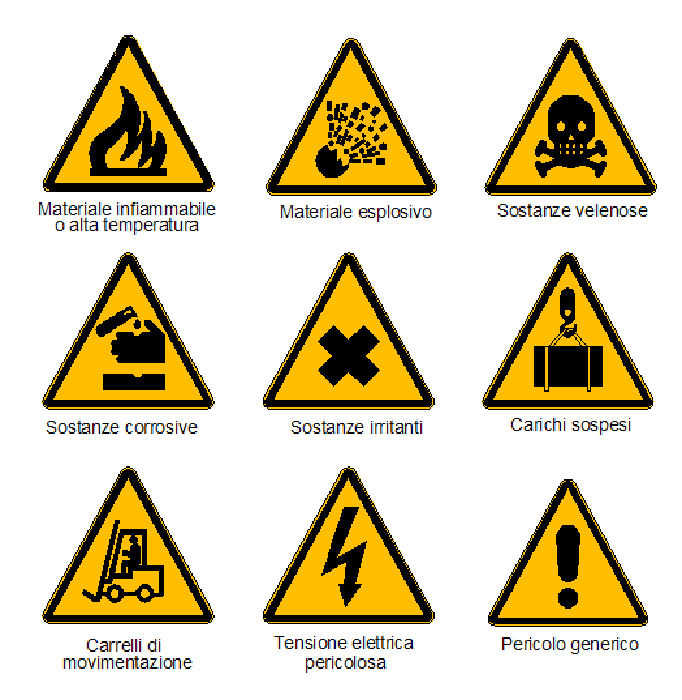 Materiale infiammabile
o alta temperatura
Materiale esplosivo
Sostanze velenose
Sostanze corrosive
Sostanze irritanti
Carichi sospesi
Carrelli di
movimentazione
Tensione elettrica
pericolosa
Pericolo generico